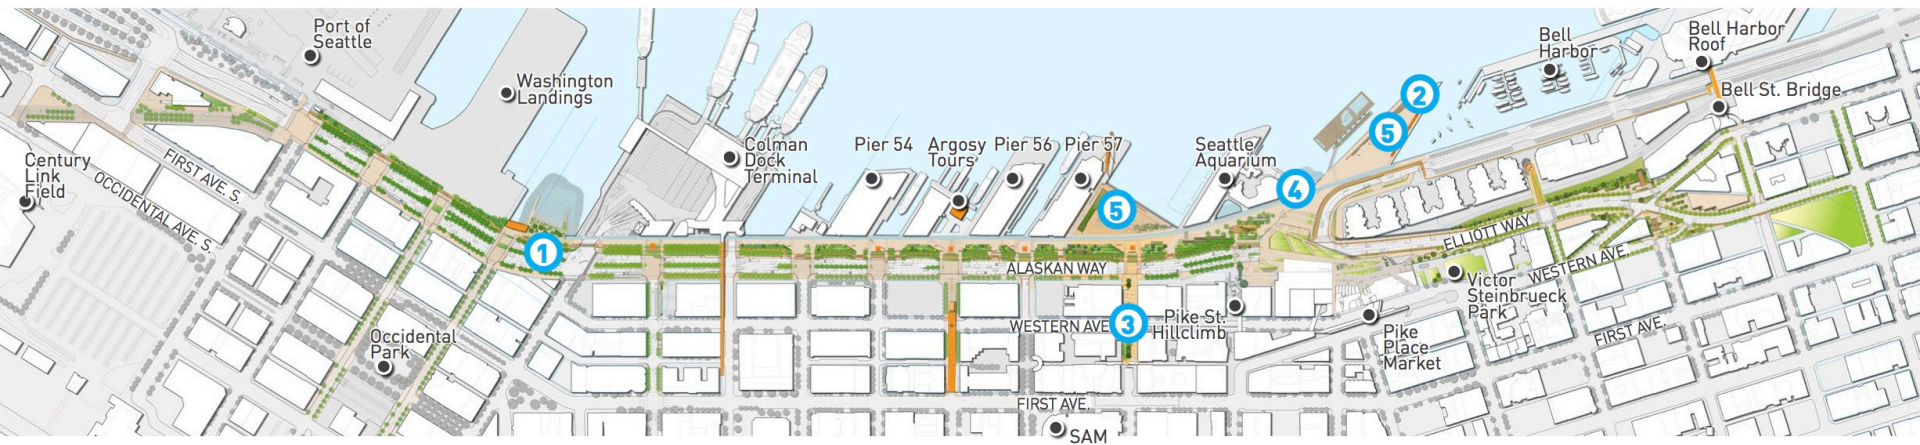 Port of
Seattle
Washington
Landings
Century
Link
Field
FIRST AVE. S.
OCCIDENTAL AVE. S.
Occidental
Park
Colman
Dock
Terminal
Pier 54
Argosy
Tours
Pier 56
Pier 57
Seattle
Aquarium
Bell
Harbor
Bell Harbor
Roof
Bell St. Bridge
1
2
5
4
5
3
ALASKAN WAY
WESTERN AVE
Pike St.
Hillclimb
FIRST AVE.
SAM
ELLIOTT WAY
WESTERN AVE.
Victor
Steinbrueck
Park
Pike
Place
Market
FIRST AVE.